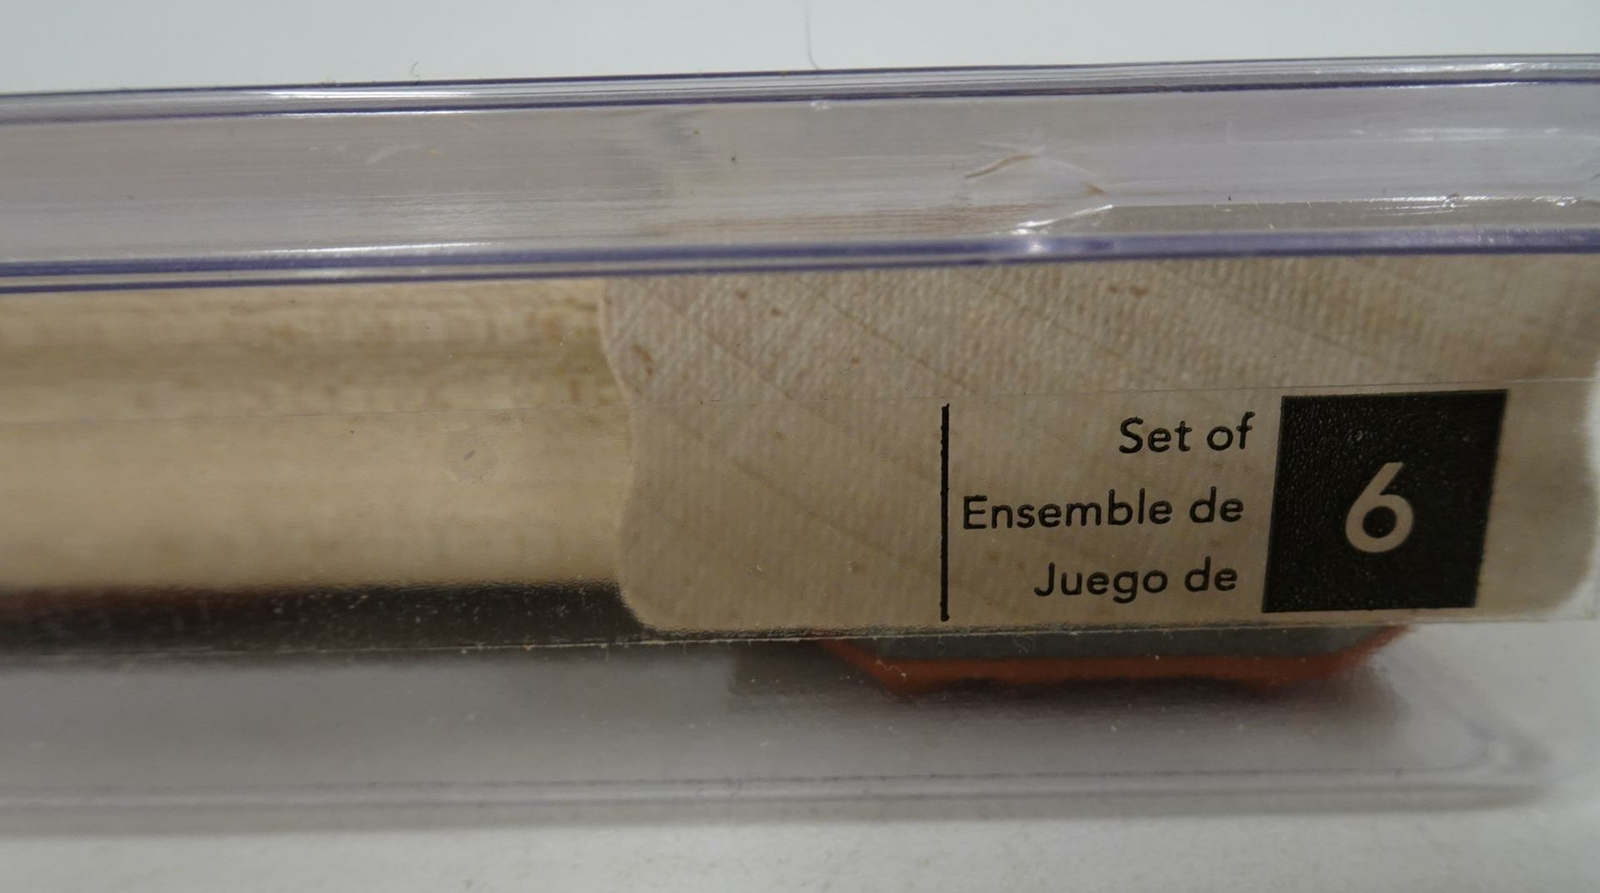 Set of
Ensemble de
Juego de
6